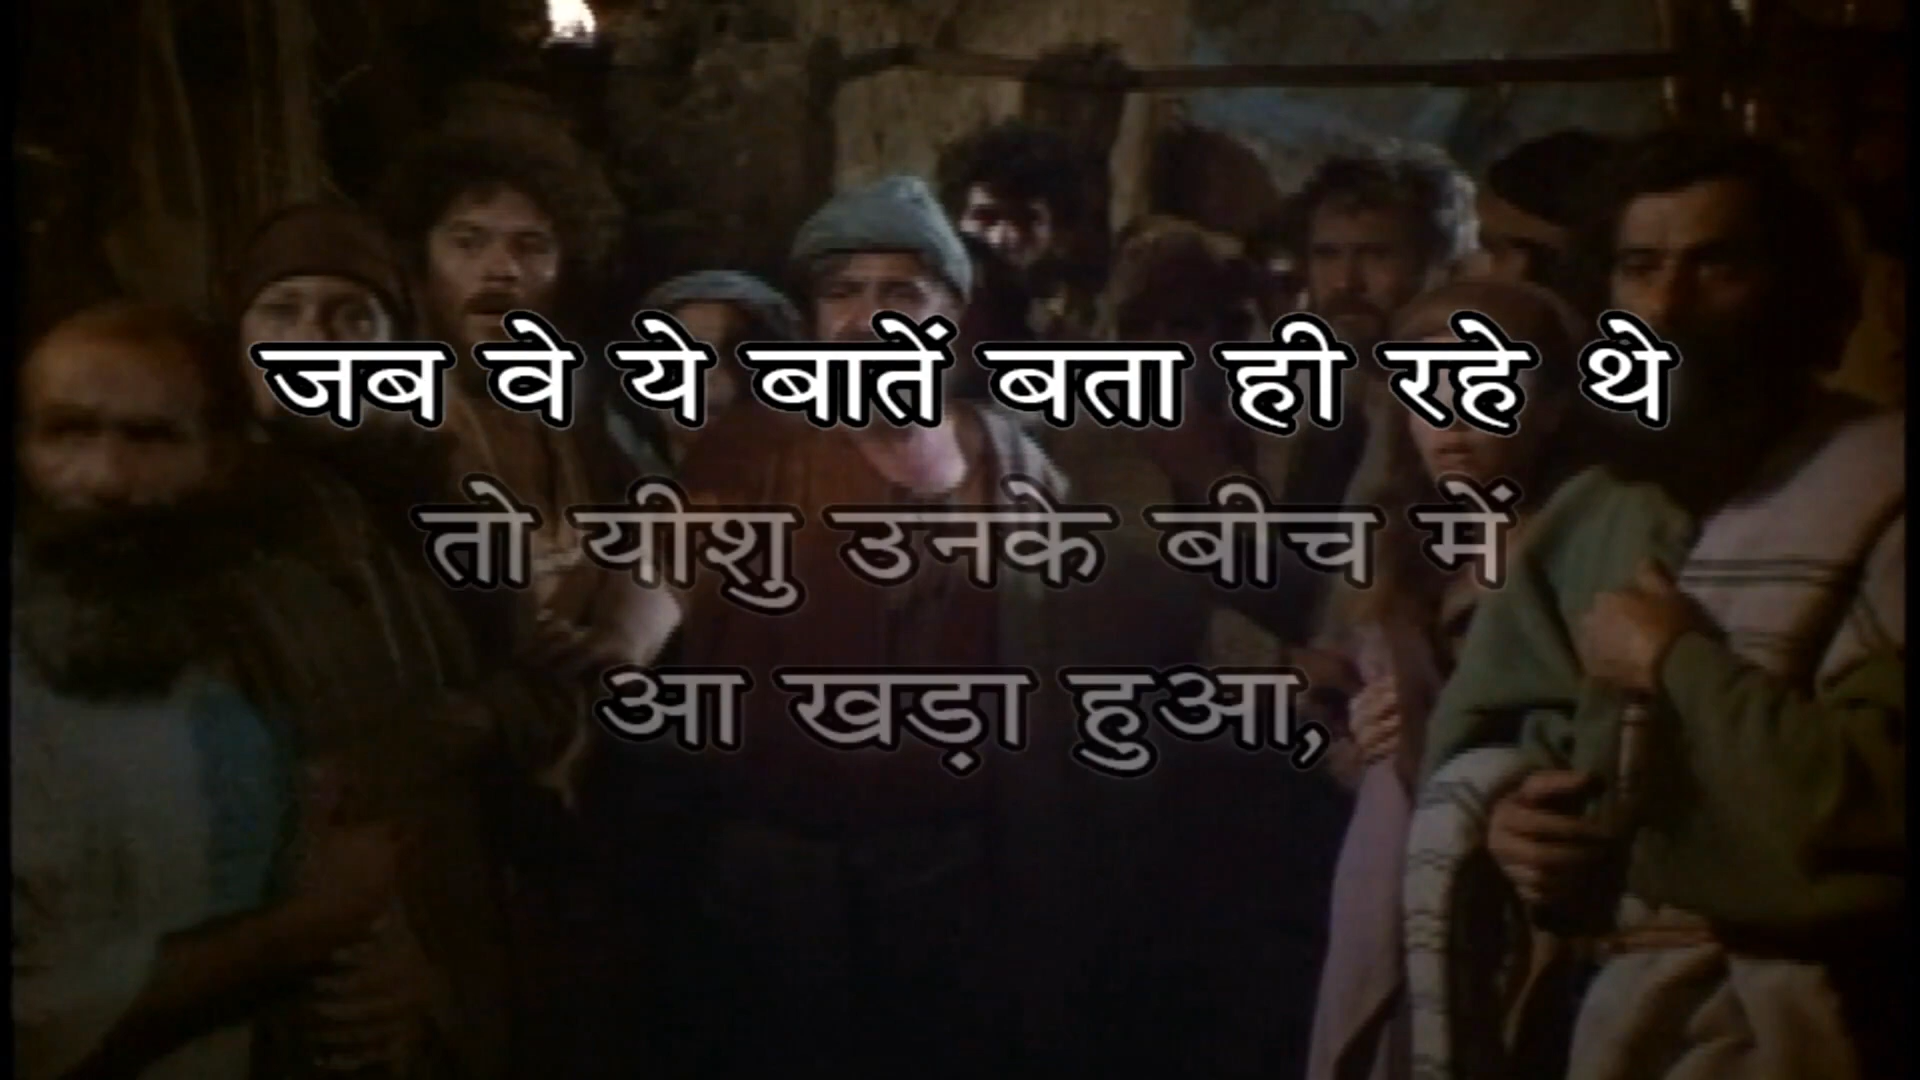 जब वे ये बातें बता ही रहे थे
तो यीशु उनके बीच में
आ खड़ा हुआ,